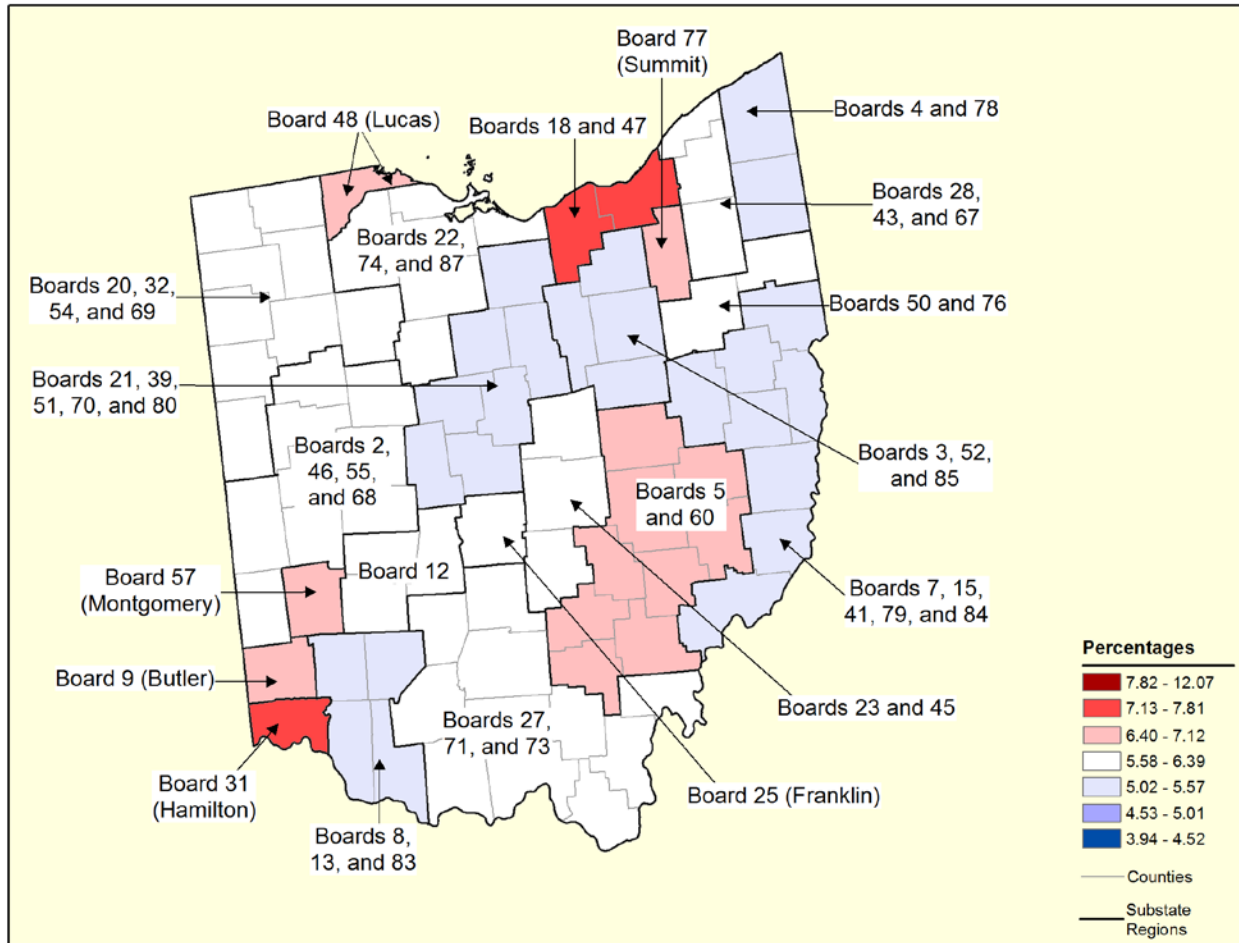 Board 77
(Summit)
Boards 4 and 78
Board 48 (Lucas)
Boards 18 and 47
Boards 28,
43, and 67
Boards 22,
74, and 87
Boards 20, 32,
54, and 69
Boards 50 and 76
Boards 21, 39,
51, 70, and 80
Boards 2,
46, 55,
and 68
Boards 3, 52,
and 85
Boards 5
and 60
Board 12
Board 57
(Montgomery)
Boards 7, 15,
41, 79, and 84
Board 9 (Butler)
Boards 23 and 45
Boards 27,
71, and 73
Board 31
(Hamilton)
Board 25 (Franklin)
Boards 8,
13, and 83
Percentages
7.82 - 12.07
7.13 - 7.81
6.40 - 7.12
5.58 - 6.39
5.02 - 5.57
4.53 - 5.01
3.94 - 4.52
Counties
Substate
Regions